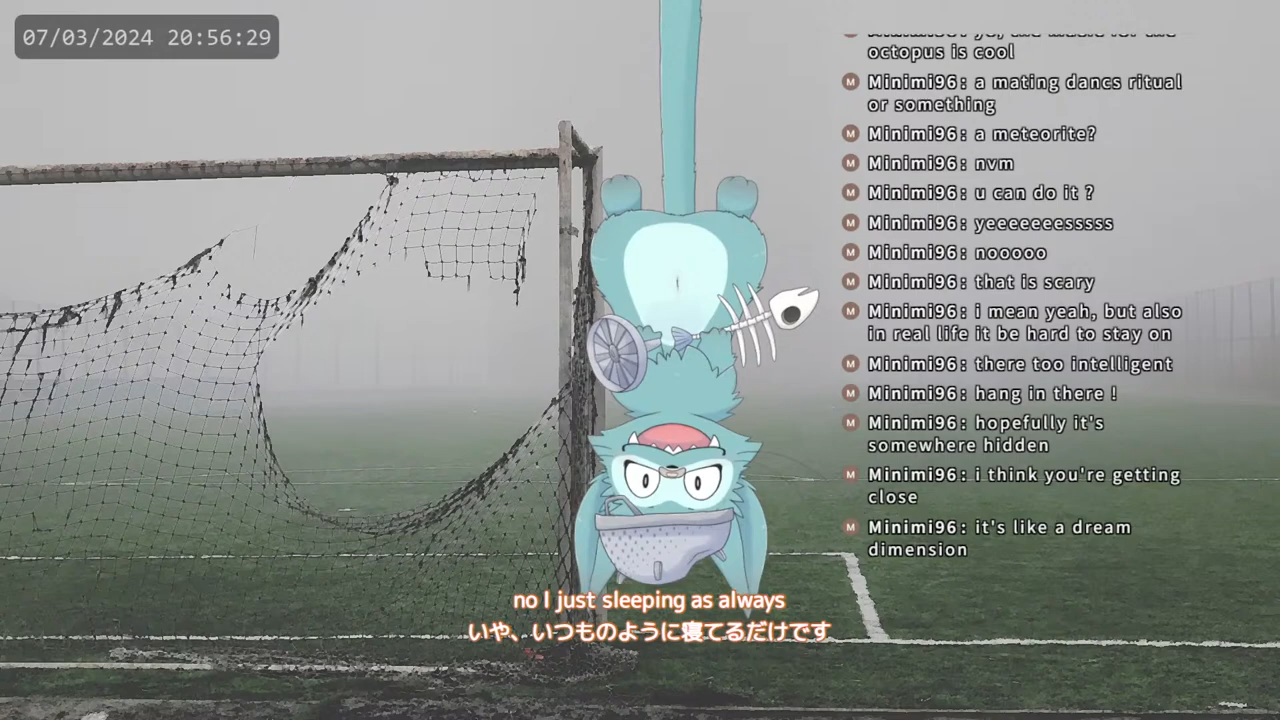 07/03/2024 20:56:29
octopus is cool
M Minimi96: a mating dancs ritual
or something
M Minimi96: a meteorite?
M Minimi96: nvm
M Minimi96: u can do it ?
M Minimi96: yeeeeeeesssss
M Minimi96: nooooo
M Minimi96: that is scary
M Minimi96: i mean yeah, but also
in real life it be hard to stay on
M Minimi96: there too intelligent
M Minimi96: hang in there !
M Minimi96: hopefully it's
somewhere hidden
M Minimi96: i think you're getting
close
M Minimi96: it's like a dream
dimension
no I just sleeping as always
いや、いつものように寝てるだけです